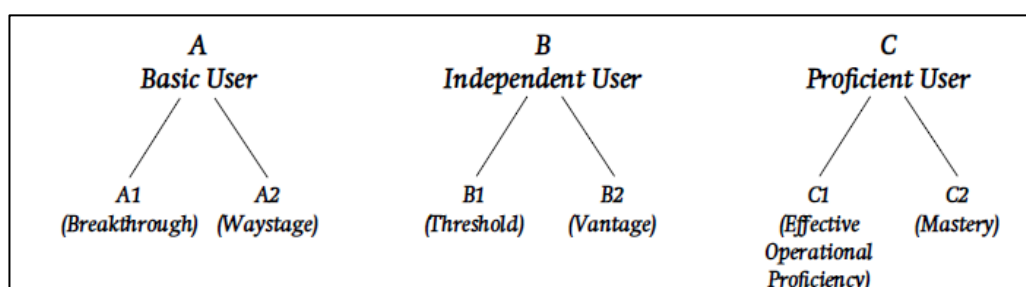 A
Basic User
B
Independent User
C
Proficient User
A1
(Breakthrough)
A2
(Waystage)
B1
(Threshold)
B2
(Vantage)
C1
(Effective
Operational
Proficiency)
C2
(Mastery)